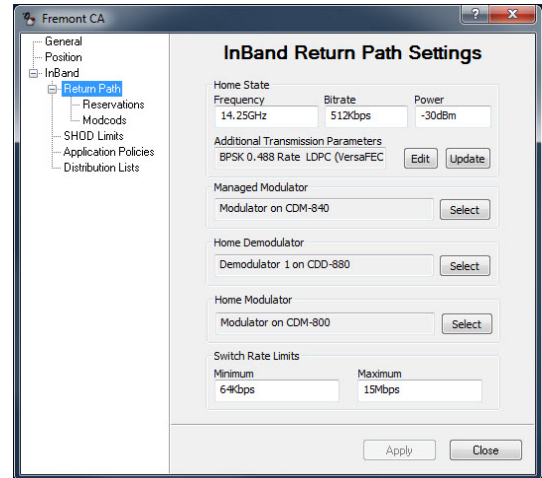 Fremont CA
General
Position
InBand
Return Path
Reservations
Modcods
SHOD Limits
Application Policies
Distribution Lists
InBand Return Path Settings
Home State
Frequency Bitrate Power
14.25GHz 512Kbps -30dBm
Additional Transmission Parameters
BPSK 0.488 Rate LDPC (VersaFEC Edit Update
Managed Modulator
Modulator on CDM-840 Select
Home Demodulator
Demodulator 1 on CDD-880 Select
Home Modulator
Modulator on CDM-800 Select
Switch Rate Limits
Minimum Maximum
64Kbps 15Mbps
Apply Close